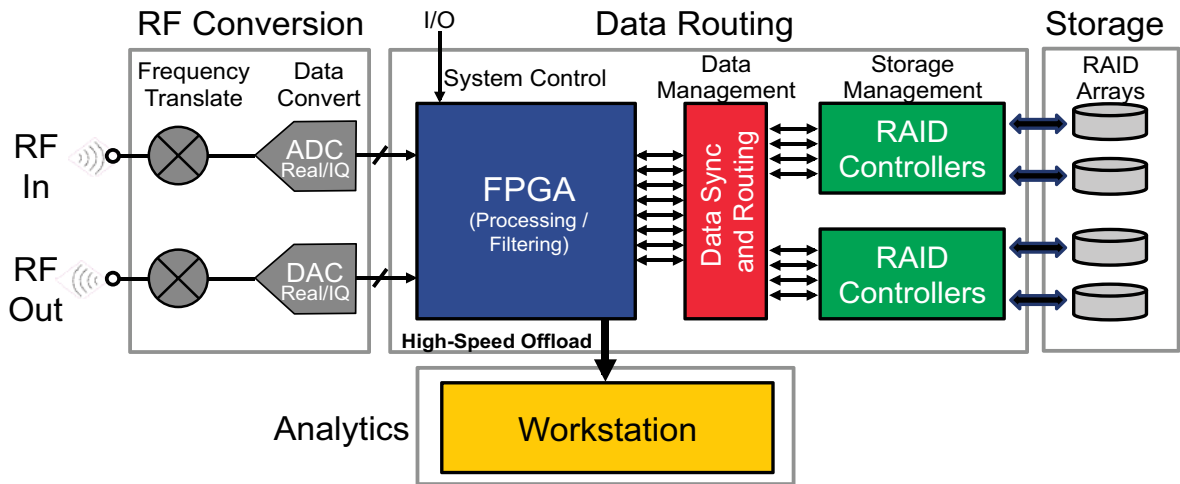 RF Conversion
I/O
Data Routing
Storage
Frequency
Translate
Data
Convert
System Control
Data
Management
Storage
Management
RAID
Arrays
RF
In
ADC
Real/IQ
FPGA
(Processing /
Filtering)
Data Sync
and Routing
RAID
Controllers
RF
Out
DAC
Real/IQ
RAID
Controllers
High-Speed Offload
Analytics
Workstation